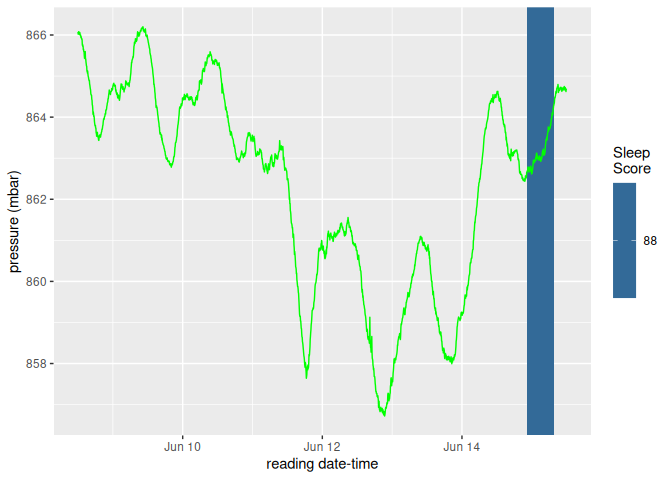 866
864
862
860
858
pressure (mbar)
Jun 10
Jun 12
Jun 14
reading date-time
Sleep
Score
88